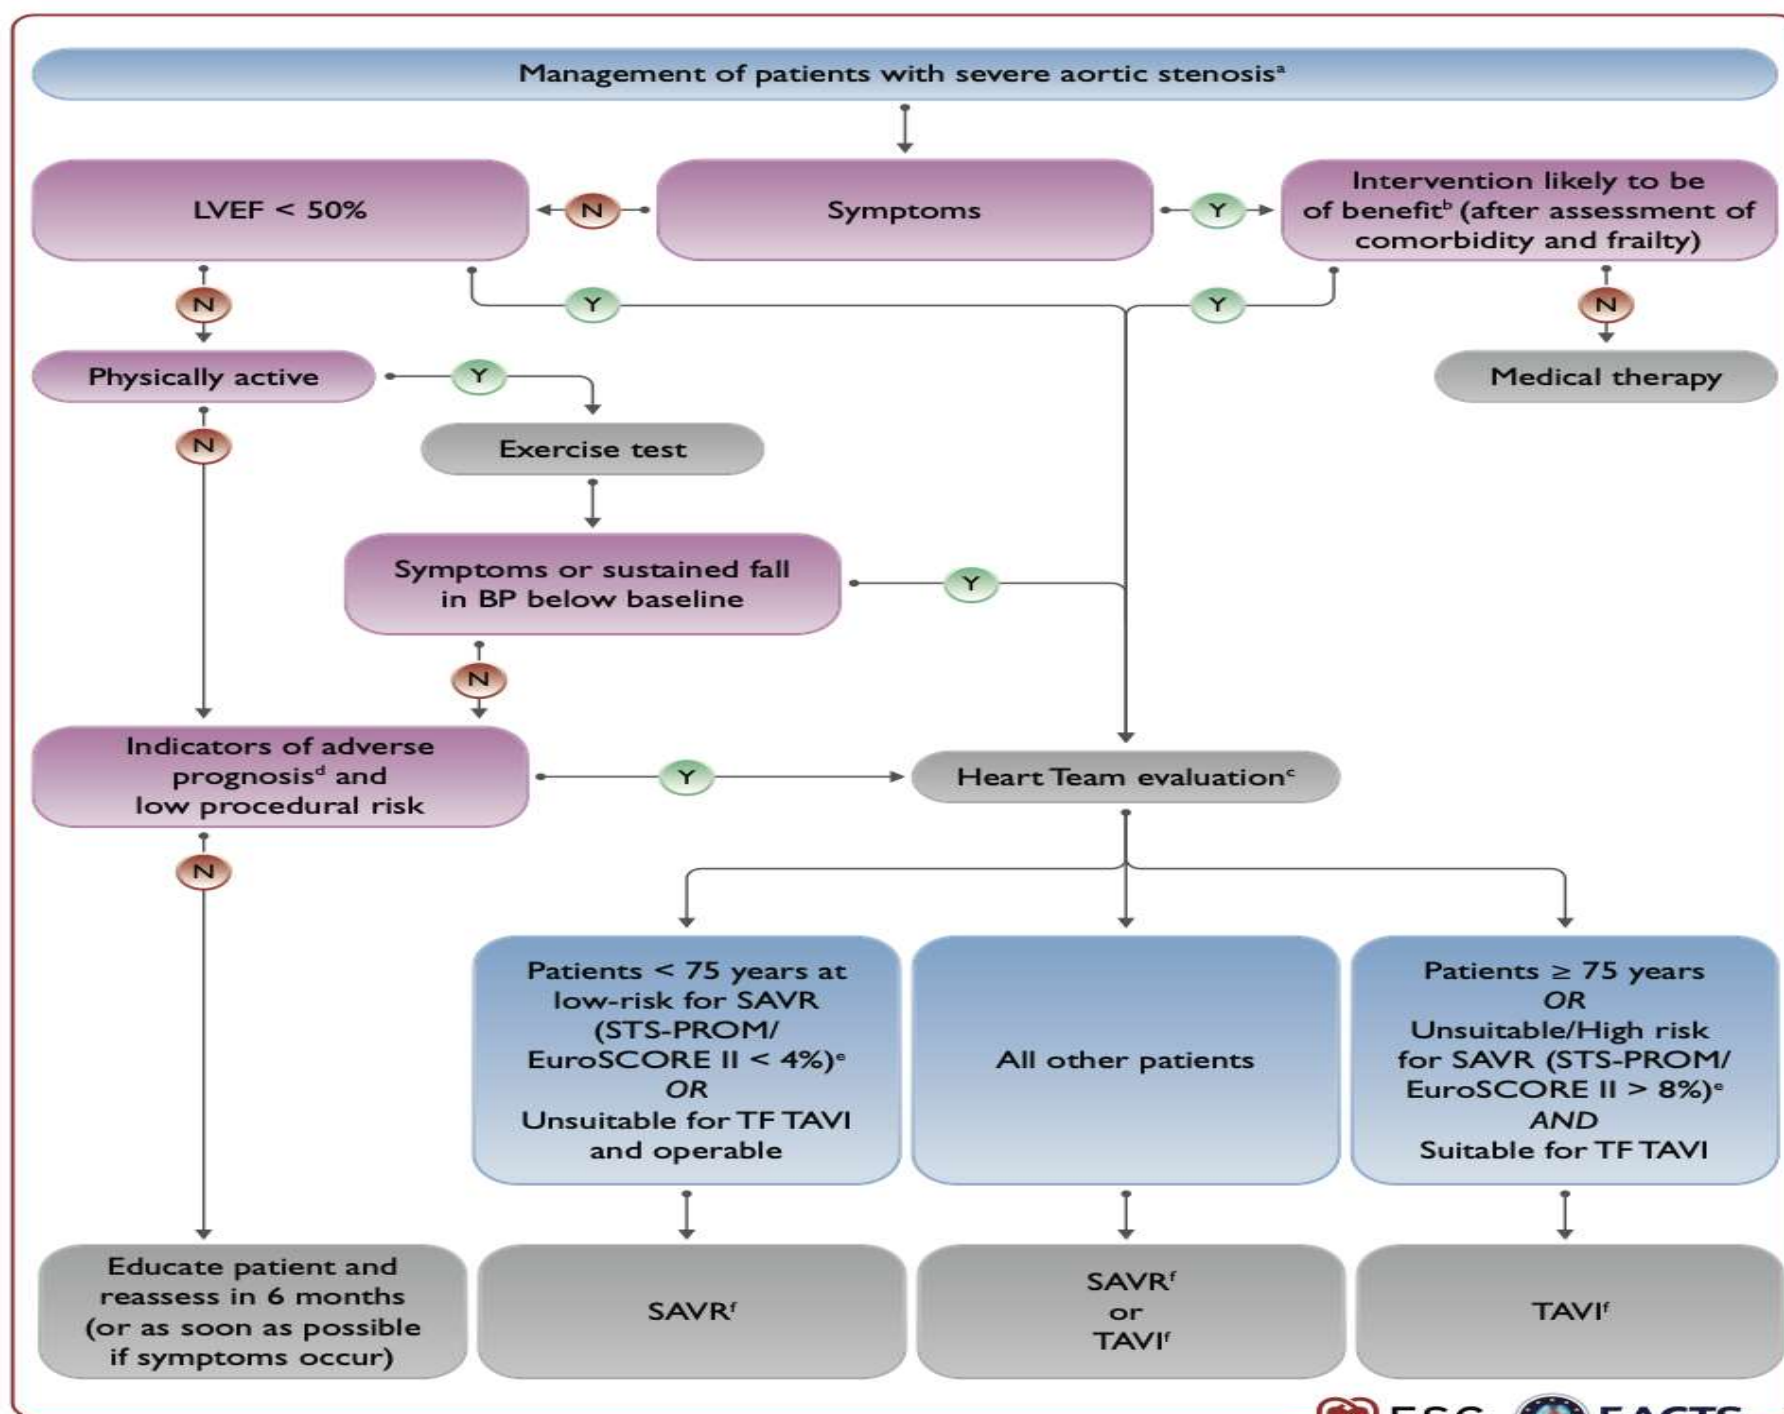 Management of patients with severe aortic stenosisᵃ
LVEF < 50%
N
Symptoms
Y
Intervention likely to be
of benefitᵇ (after assessment of
comorbidity and frailty)
N
Y
Y
N
Physically active
Y
Medical therapy
N
Exercise test
Symptoms or sustained fall
in BP below baseline
Y
N
Indicators of adverse
prognosisᵈ and
low procedural risk
Y
Heart Team evaluationᶜ
N
Patients < 75 years at
low-risk for SAVR
(STS-PROM/
EuroSCORE II < 4%)ᵉ
OR
Unsuitable for TF TAVI
and operable
All other patients
Patients ≥ 75 years
OR
Unsuitable/High risk
for SAVR (STS-PROM/
EuroSCORE II > 8%)ᵉ
AND
Suitable for TF TAVI
Educate patient and
reassess in 6 months
(or as soon as possible
if symptoms occur)
SAVRᶠ
SAVRᶠ
or
TAVIᶠ
TAVIᶠ
ESC
EACTS